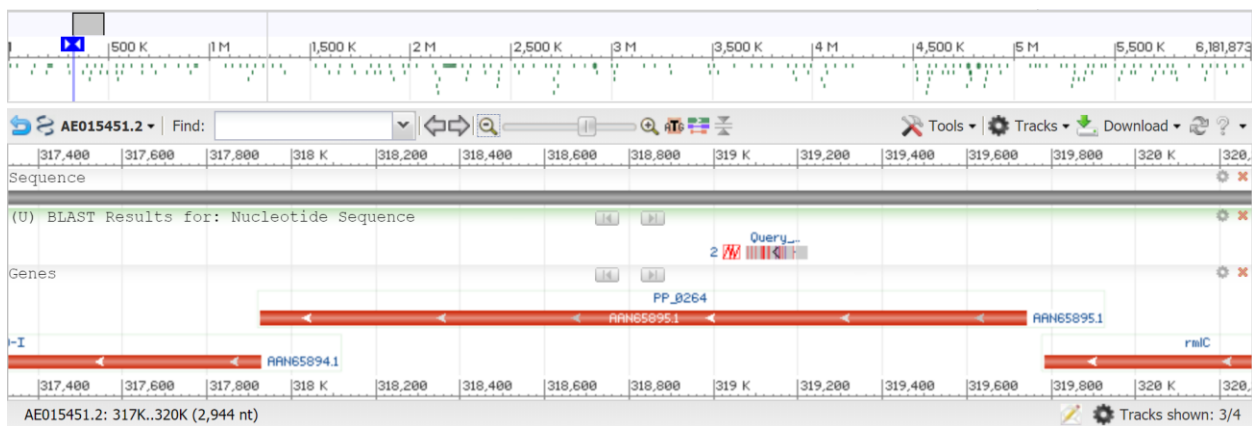 500 K 1 M 1,500 K 2 M 2,500 K 3 M 3,500 K 4 M 4,500 K 5 M 5,500 K 6,181,873
AE015451.2 Find: ATG Tools Tracks Download ?
317,400 317,600 317,800 318 K 318,200 318,400 318,600 318,800 319 K 319,200 319,400 319,600 319,800 320 K 320,
Sequence
(U) BLAST Results for: Nucleotide Sequence
Query_..
2
Genes
PP_0264
AAN65895.1 AAN65895.1
-I rmlC
AAN65894.1
317,400 317,600 317,800 318 K 318,200 318,400 318,600 318,800 319 K 319,200 319,400 319,600 319,800 320 K 320,
AE015451.2: 317K..320K (2,944 nt) Tracks shown: 3/4